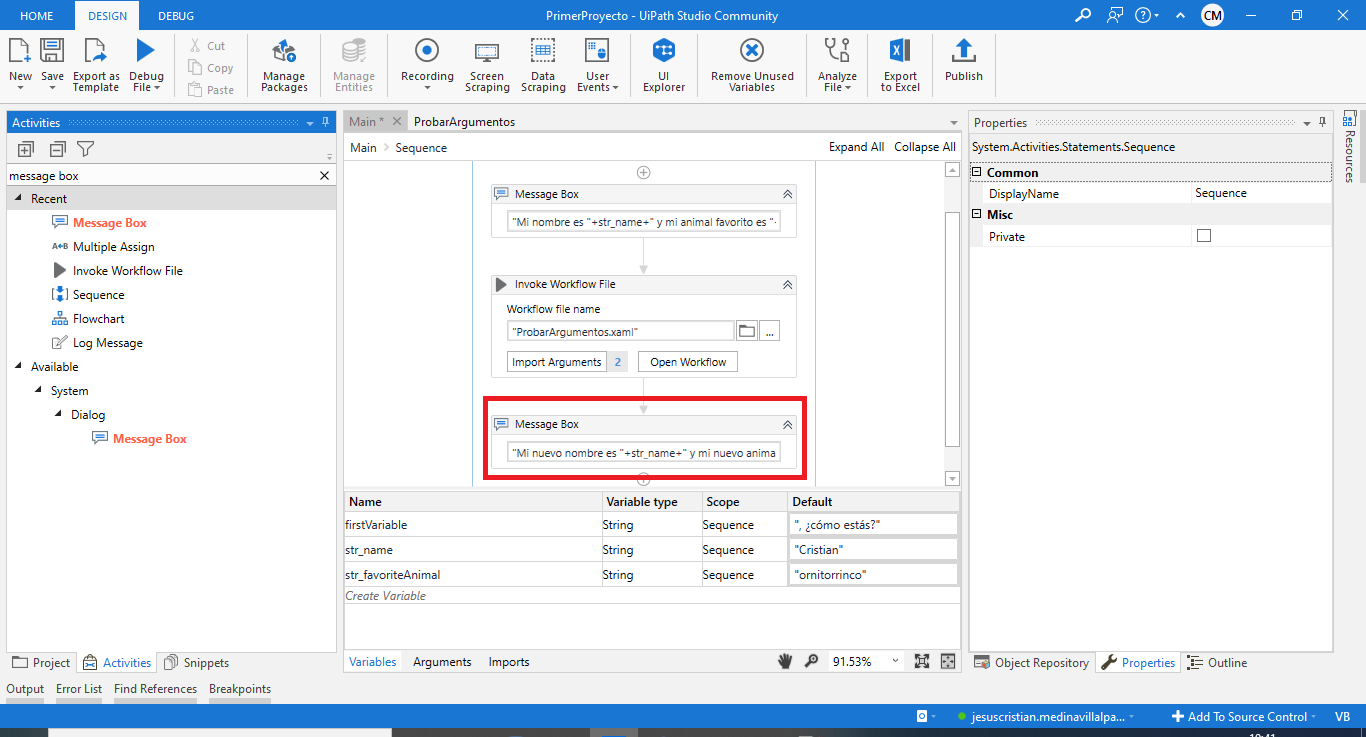 HOME DESIGN DEBUG PrimerProyecto - UiPath Studio Community CM
New Save Export as Template Debug File Cut Copy Paste Manage Packages Manage Entities Recording Screen Scraping Data Scraping User Events UI Explorer Remove Unused Variables Analyze File Export to Excel Publish
Activities
message box
Recent
Message Box
A+B Multiple Assign
Invoke Workflow File
Sequence
Flowchart
Log Message
Available
System
Dialog
Message Box
Project Activities Snippets
Main * ProbarArgumentos
Main Sequence Expand All Collapse All
Message Box
"Mi nombre es "+str_name+" y mi animal favorito es "
Invoke Workflow File
Workflow file name
"ProbarArgumentos.xaml" ...
Import Arguments 2 Open Workflow
Message Box
"Mi nuevo nombre es "+str_name+" y mi nuevo anima
Name Variable type Scope Default
firstVariable String Sequence ", ¿cómo estás?"
str_name String Sequence "Cristian"
str_favoriteAnimal String Sequence "ornitorrinco"
Create Variable
Variables Arguments Imports 91.53%
Properties
System.Activities.Statements.Sequence
Common
DisplayName Sequence
Misc
Private
Object Repository Properties Outline
Resources
Output Error List Find References Breakpoints
jesuscristian.medinavillalpa... Add To Source Control VB